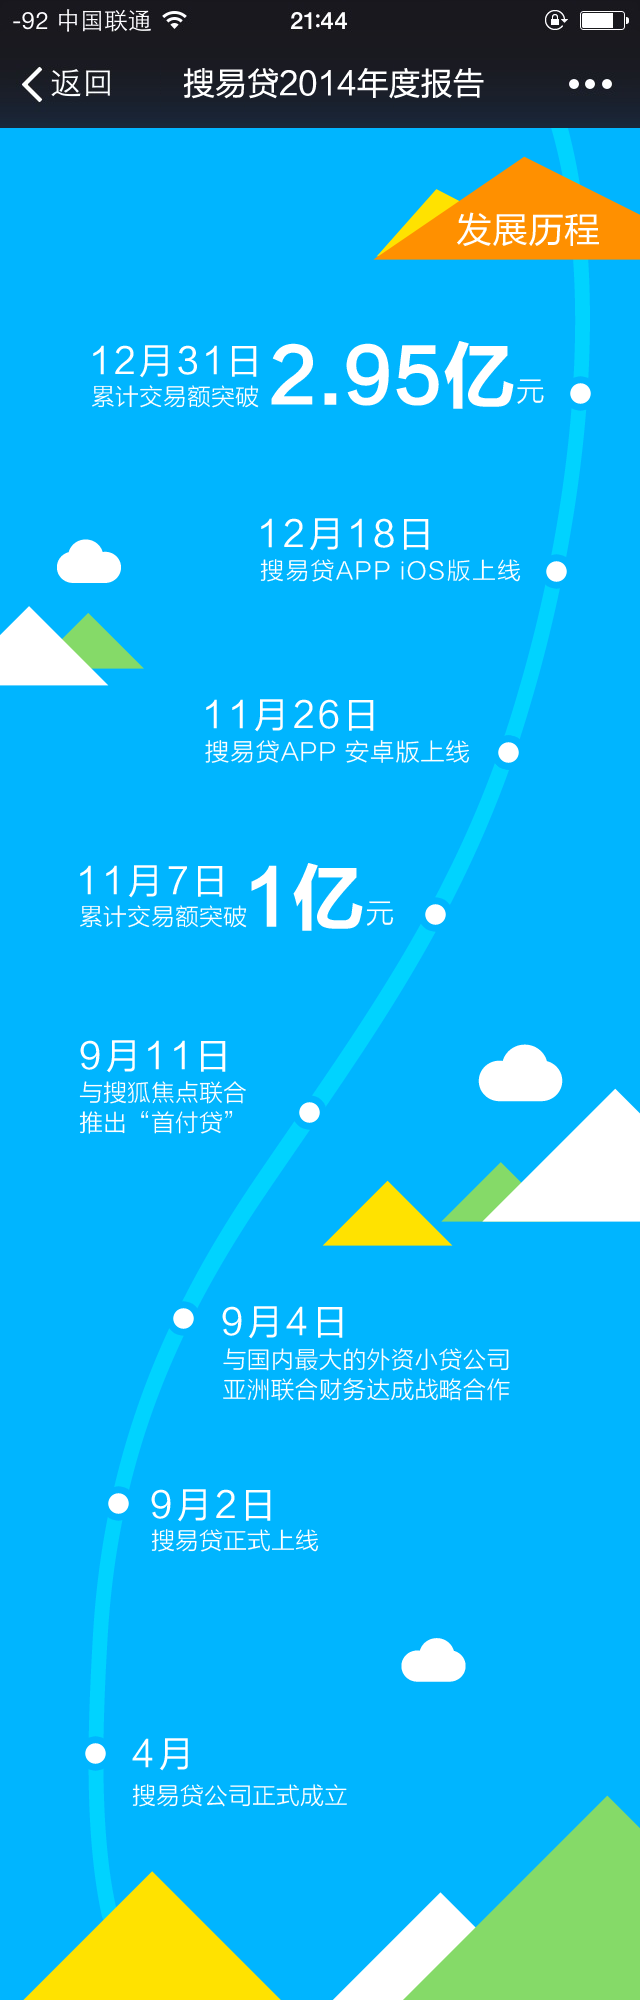 -92 中国联通 21:44
返回 搜易贷2014年度报告
发展历程
12月31日
累计交易额突破 2.95亿元
12月18日
搜易贷APP iOS版上线
11月26日
搜易贷APP 安卓版上线
11月7日
累计交易额突破 1亿元
9月11日
与搜狐焦点联合
推出“首付贷”
9月4日
与国内最大的外资小贷公司
亚洲联合财务达成战略合作
9月2日
搜易贷正式上线
4月
搜易贷公司正式成立